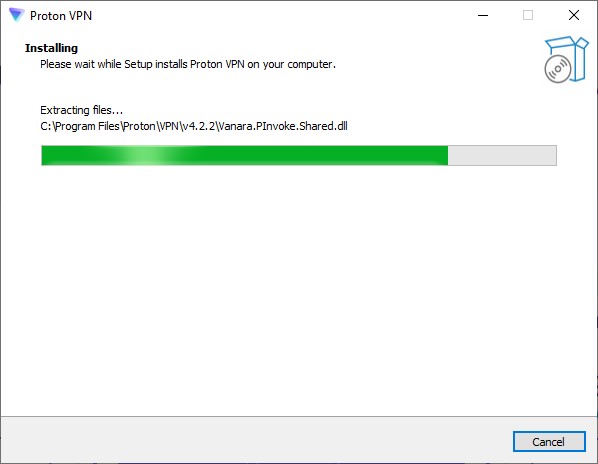 Proton VPN
Installing
Please wait while Setup installs Proton VPN on your computer.
Extracting files...
C:\Program Files\Proton\VPN\v4.2.2\Vanara.PInvoke.Shared.dll
Cancel